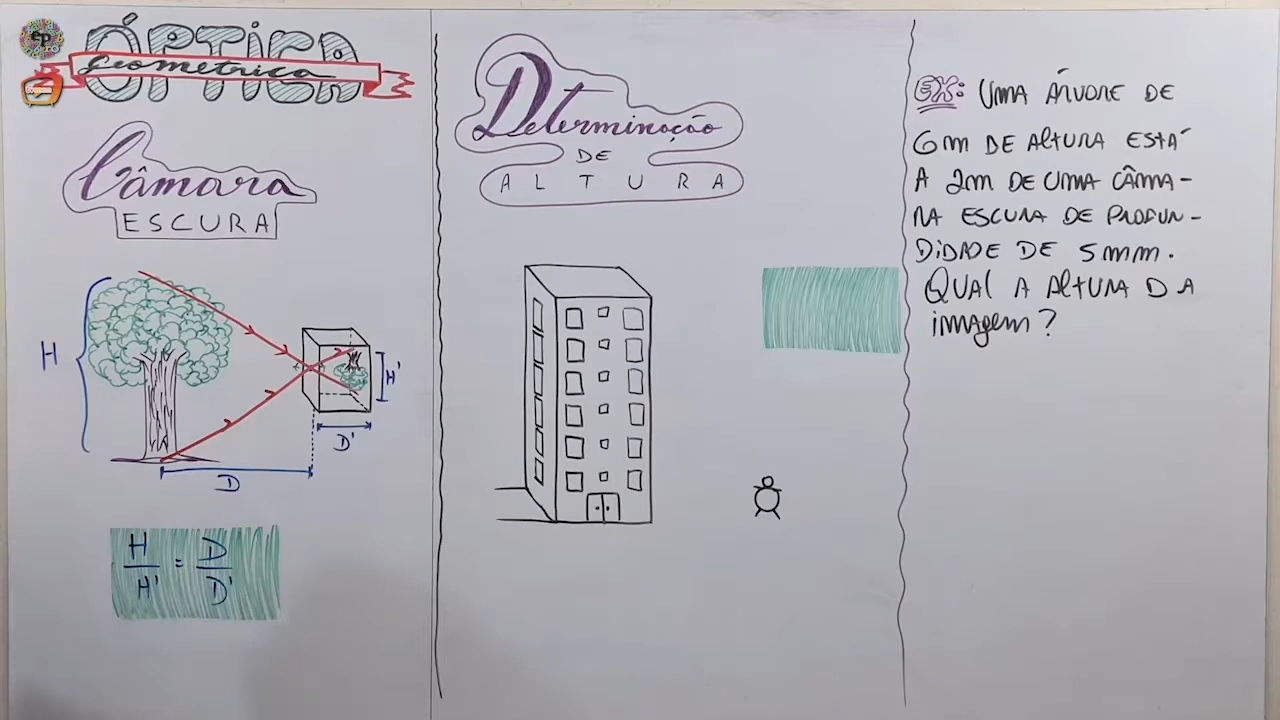 ep
ÓPTICA
Geometrica
Câmara
ESCURA
H
H'
D'
D
H = D
H' D'
Determinação
DE
ALTURA
EX: UMA ÁRVORE DE
6m DE ALTURA ESTÁ
A 2m DE UMA CÂMA-
RA ESCURA DE PROFUN-
DIDADE DE 5mm.
QUAL A ALTURA DA
imagem?